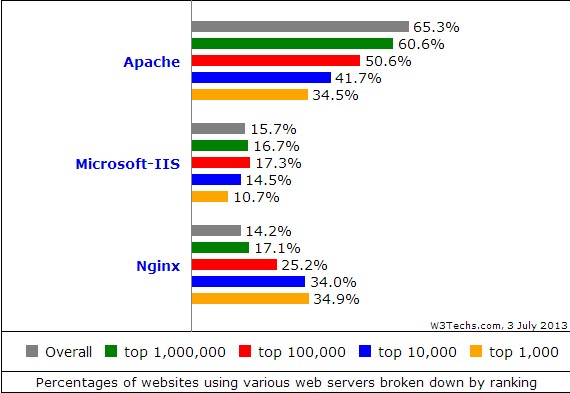 65.3%
60.6%
Apache 50.6%
41.7%
34.5%
15.7%
16.7%
Microsoft-IIS 17.3%
14.5%
10.7%
14.2%
17.1%
Nginx 25.2%
34.0%
34.9%
W3Techs.com, 3 July 2013
Overall top 1,000,000 top 100,000 top 10,000 top 1,000
Percentages of websites using various web servers broken down by ranking